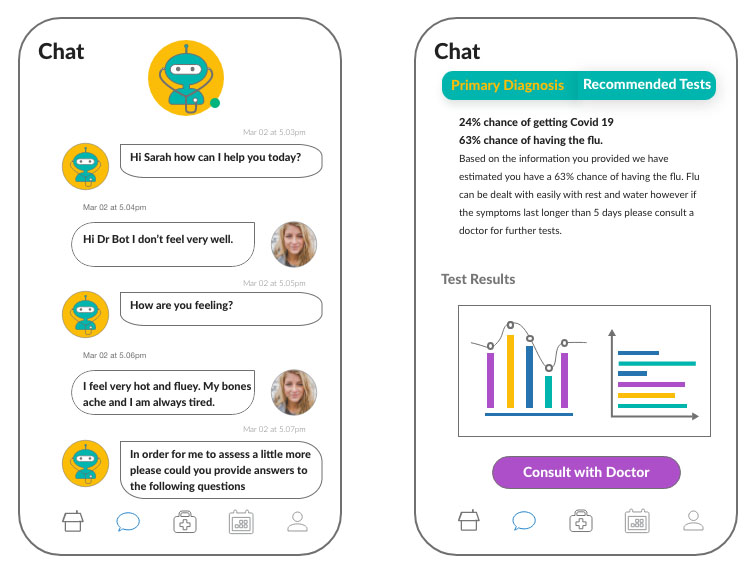 Chat
Mar 02 at 5.03pm
Hi Sarah how can I help you today?
Mar 02 at 5.04pm
Hi Dr Bot I don't feel very well.
Mar 02 at 5.05pm
How are you feeling?
Mar 02 at 5.06pm
I feel very hot and fluey. My bones
ache and I am always tired.
Mar 02 at 5.07pm
In order for me to assess a little more
please could you provide answers to
the following questions
Chat
Primary Diagnosis
Recommended Tests
24% chance of getting Covid 19
63% chance of having the flu.
Based on the information you provided we have
estimated you have a 63% chance of having the flu. Flu
can be dealt with easily with rest and water however if
the symptoms last longer than 5 days please consult a
doctor for further tests.
Test Results
Consult with Doctor